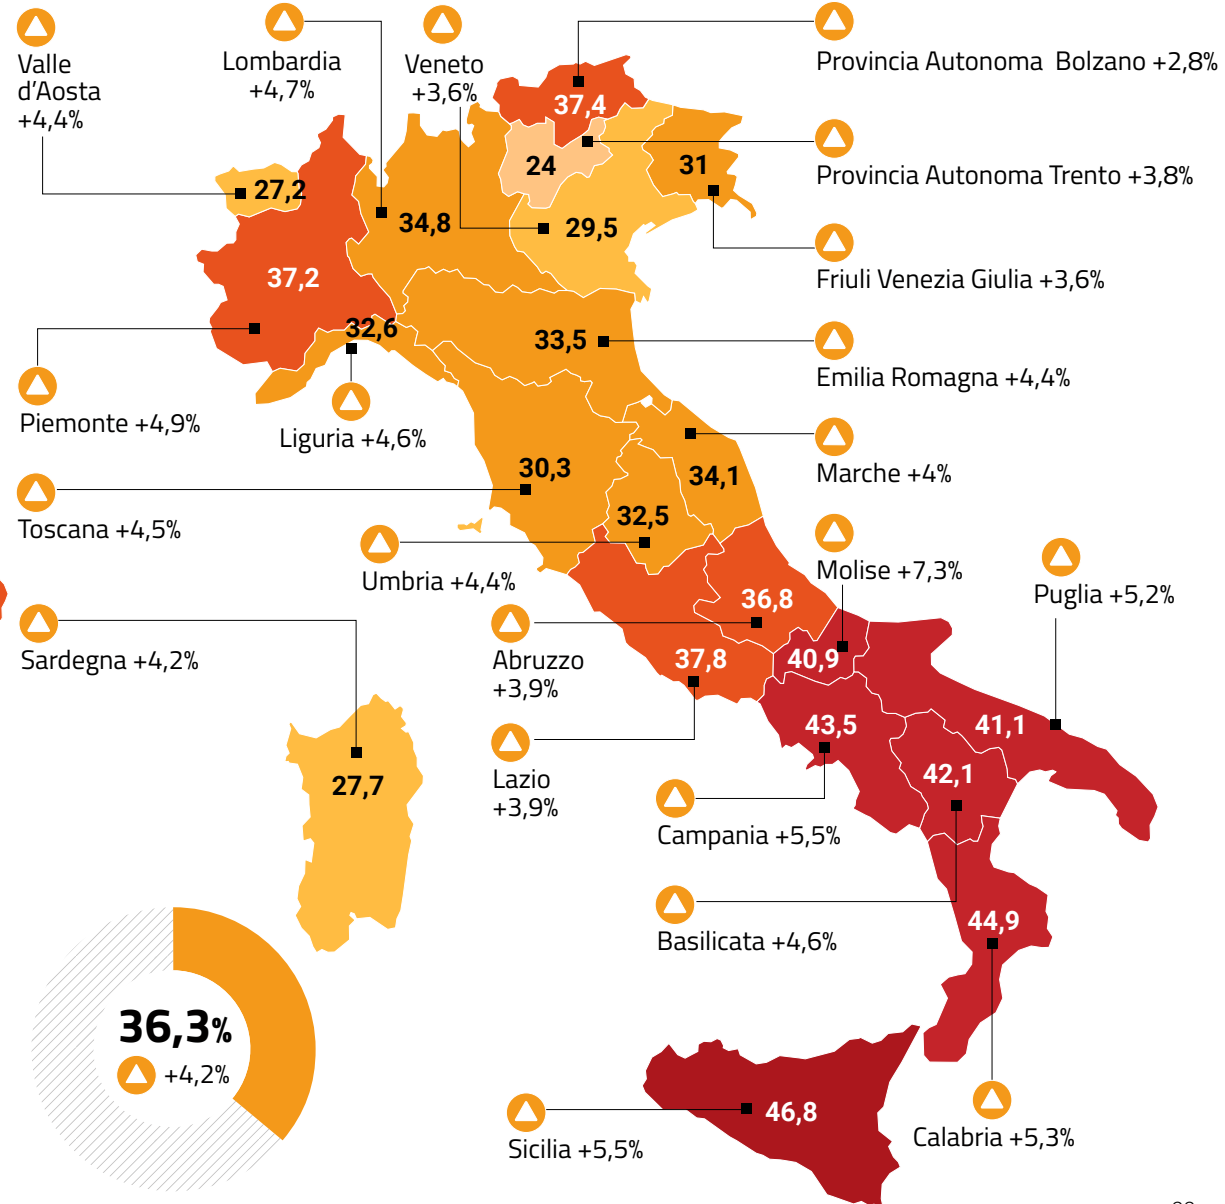 Valle
d'Aosta
+4,4%
Lombardia
+4,7%
Veneto
+3,6%
Provincia Autonoma Bolzano +2,8%
37,4
24
31
Provincia Autonoma Trento +3,8%
27,2
34,8
29,5
Friuli Venezia Giulia +3,6%
37,2
32,6
33,5
Emilia Romagna +4,4%
Piemonte +4,9%
Liguria +4,6%
30,3
34,1
Marche +4%
Toscana +4,5%
32,5
Umbria +4,4%
Molise +7,3%
Puglia +5,2%
36,8
Sardegna +4,2%
Abruzzo
+3,9%
37,8
40,9
43,5
41,1
42,1
27,7
Lazio
+3,9%
Campania +5,5%
Basilicata +4,6%
44,9
36,3%
+4,2%
46,8
Sicilia +5,5%
Calabria +5,3%